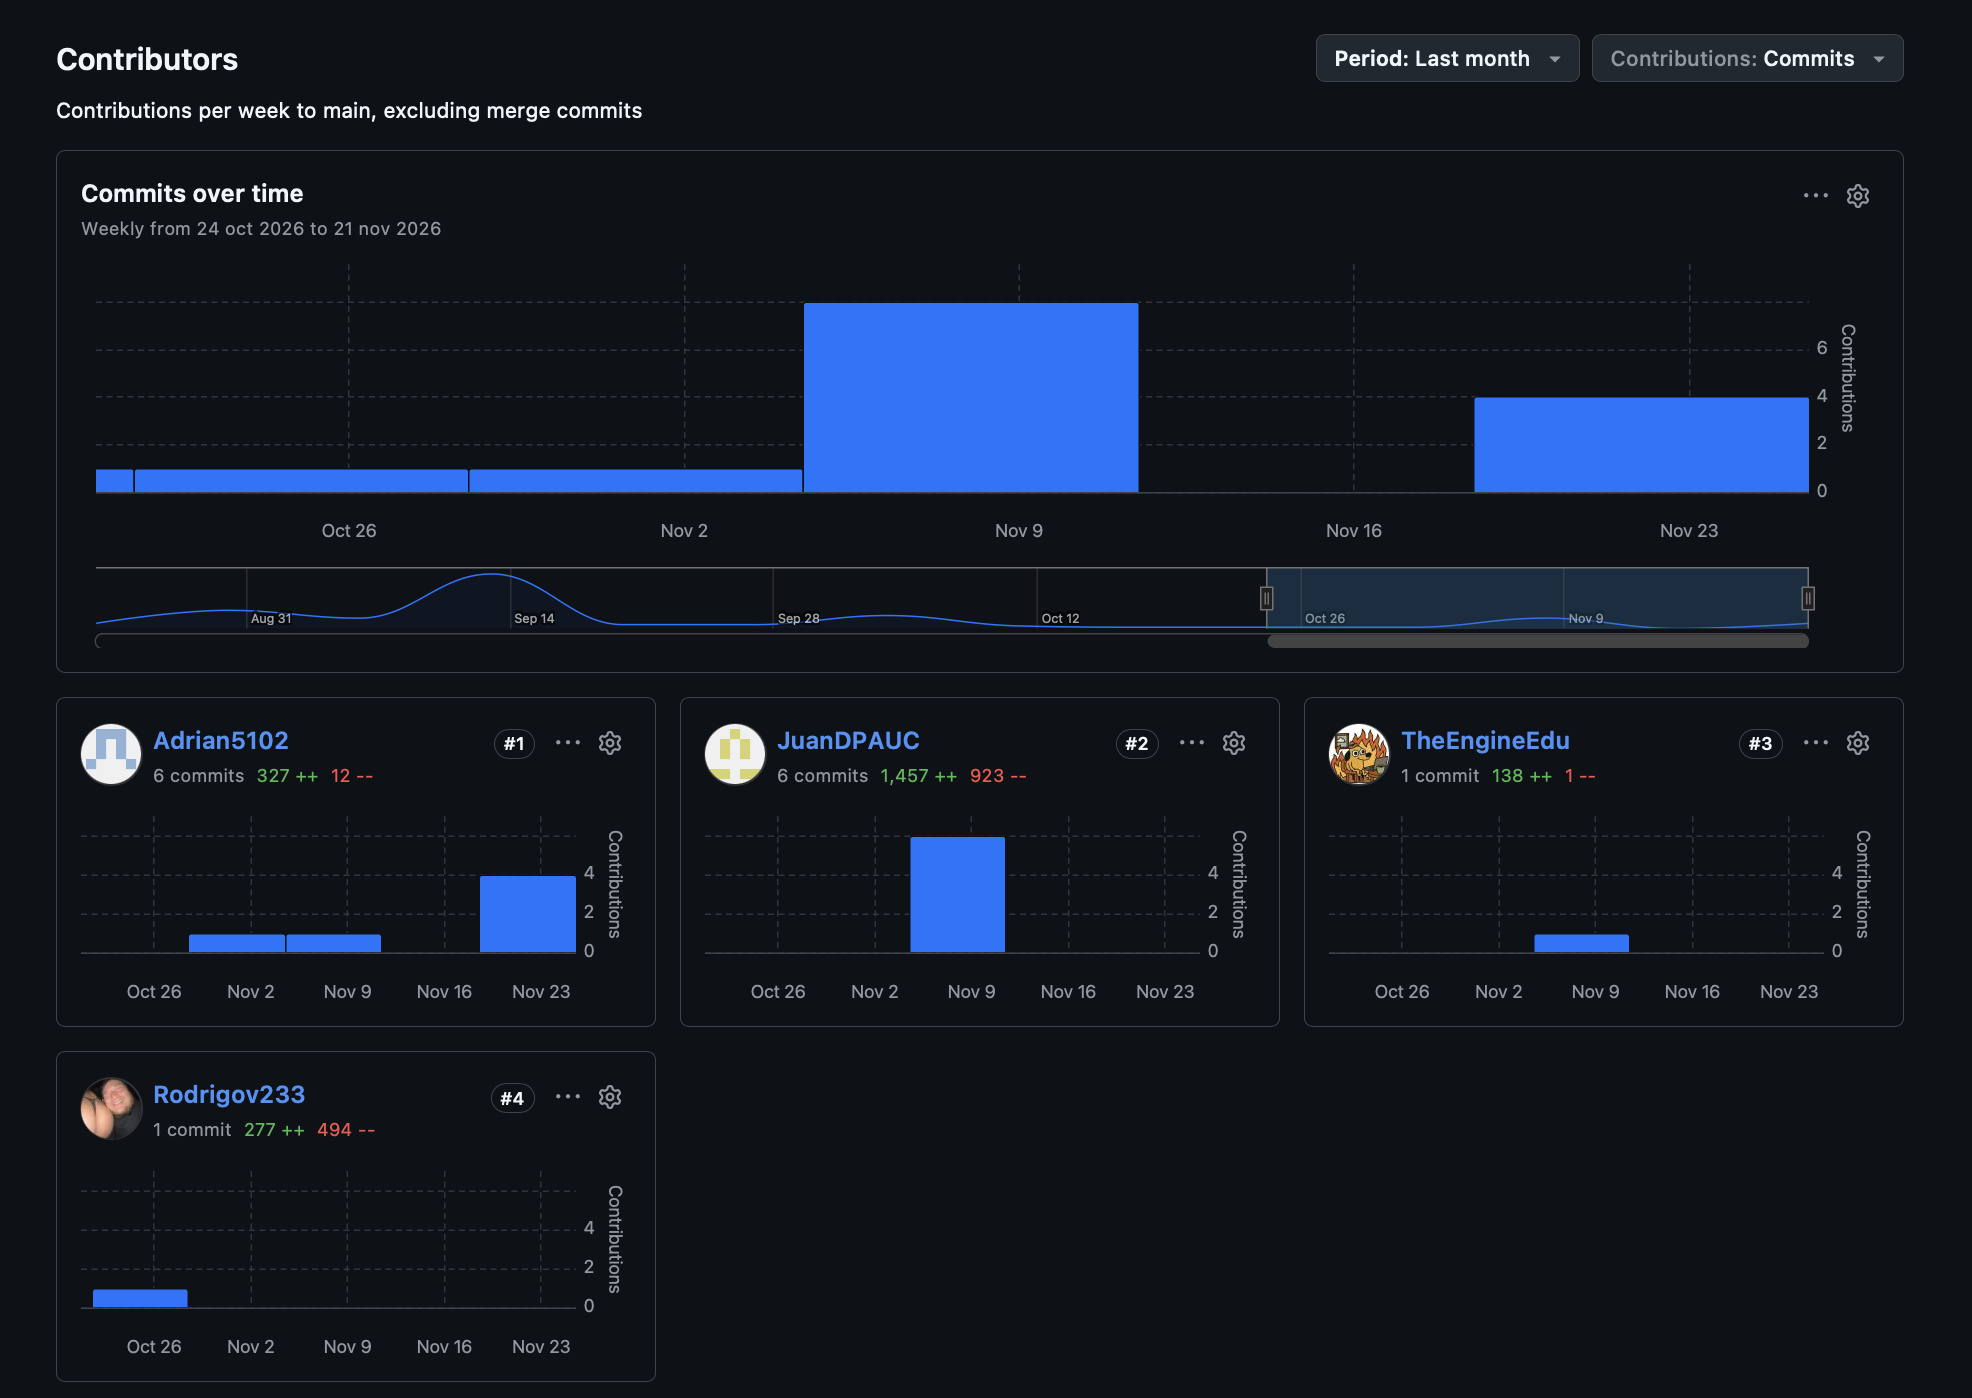 Contributors
Period: Last month
Contributions: Commits
Contributions per week to main, excluding merge commits
Commits over time
Weekly from 24 oct 2026 to 21 nov 2026
6
4
2
0
Contributions
Oct 26
Nov 2
Nov 9
Nov 16
Nov 23
Aug 31
Sep 14
Sep 28
Oct 12
Oct 26
Nov 9
Adrian5102
#1
6 commits 327 ++ 12 --
4
2
0
Contributions
Oct 26
Nov 2
Nov 9
Nov 16
Nov 23
JuanDPAUC
#2
6 commits 1,457 ++ 923 --
4
2
0
Contributions
Oct 26
Nov 2
Nov 9
Nov 16
Nov 23
TheEngineEdu
#3
1 commit 138 ++ 1 --
4
2
0
Contributions
Oct 26
Nov 2
Nov 9
Nov 16
Nov 23
Rodrigov233
#4
1 commit 277 ++ 494 --
4
2
0
Contributions
Oct 26
Nov 2
Nov 9
Nov 16
Nov 23